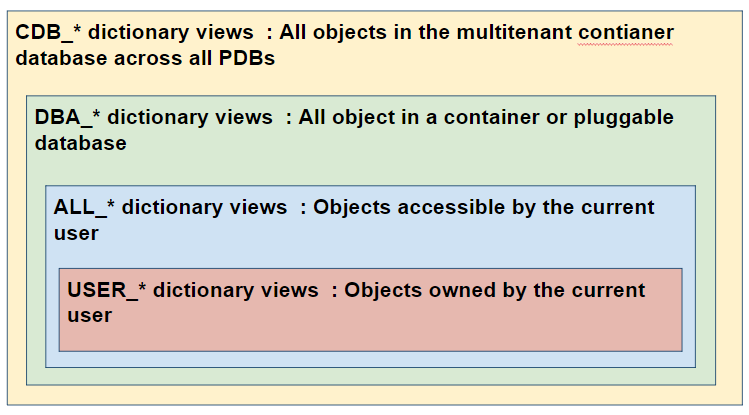 CDB_* dictionary views : All objects in the multitenant contianer
database across all PDBs
DBA_* dictionary views : All object in a container or pluggable
database
ALL_* dictionary views : Objects accessible by the current
user
USER_* dictionary views : Objects owned by the current
user